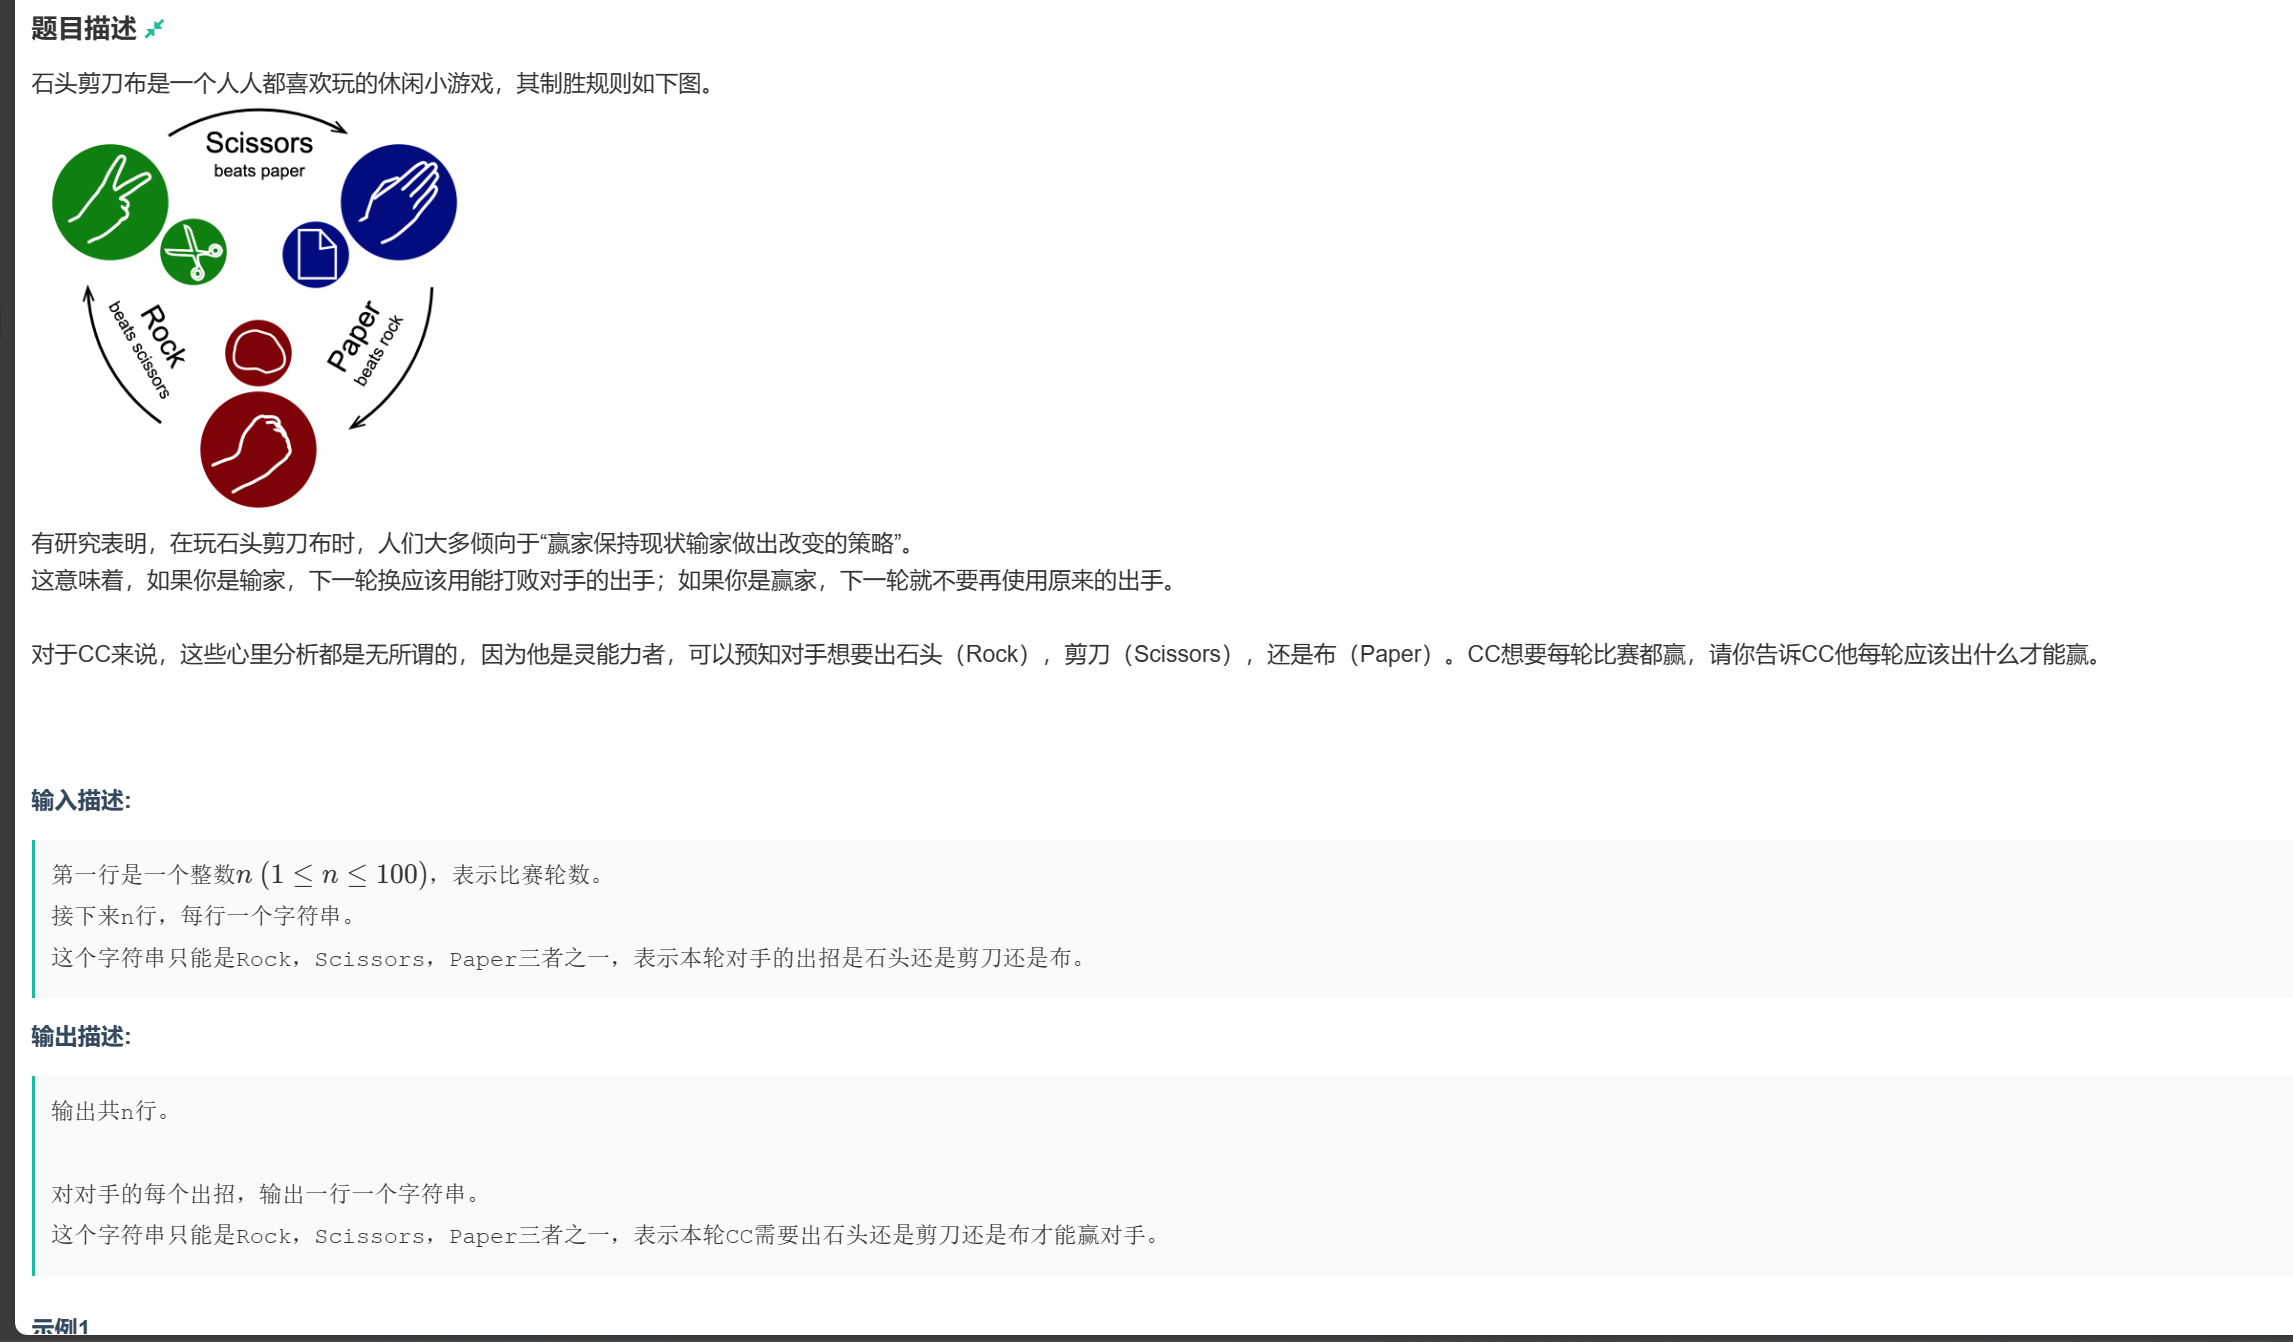 题目描述
石头剪刀布是一个人人都喜欢玩的休闲小游戏，其制胜规则如下图。
Scissors
beats paper
Rock
beats scissors
Paper
beats rock
有研究表明，在玩石头剪刀布时，人们大多倾向于“赢家保持现状输家做出改变的策略”。
这意味着，如果你是输家，下一轮换应该用能打败对手的出手；如果你是赢家，下一轮就不要再使用原来的出手。
对于CC来说，这些心里分析都是无所谓的，因为他是灵能力者，可以预知对手想要出石头（Rock），剪刀（Scissors），还是布（Paper）。CC想要每轮比赛都赢，请你告诉CC他每轮应该出什么才能赢。
输入描述:
第一行是一个整数n (1 ≤ n ≤ 100)，表示比赛轮数。
接下来n行，每行一个字符串。
这个字符串只能是Rock，Scissors，Paper三者之一，表示本轮对手的出招是石头还是剪刀还是布。
输出描述:
输出共n行。
对对手的每个出招，输出一行一个字符串。
这个字符串只能是Rock，Scissors，Paper三者之一，表示本轮CC需要出石头还是剪刀还是布才能赢对手。
示例1